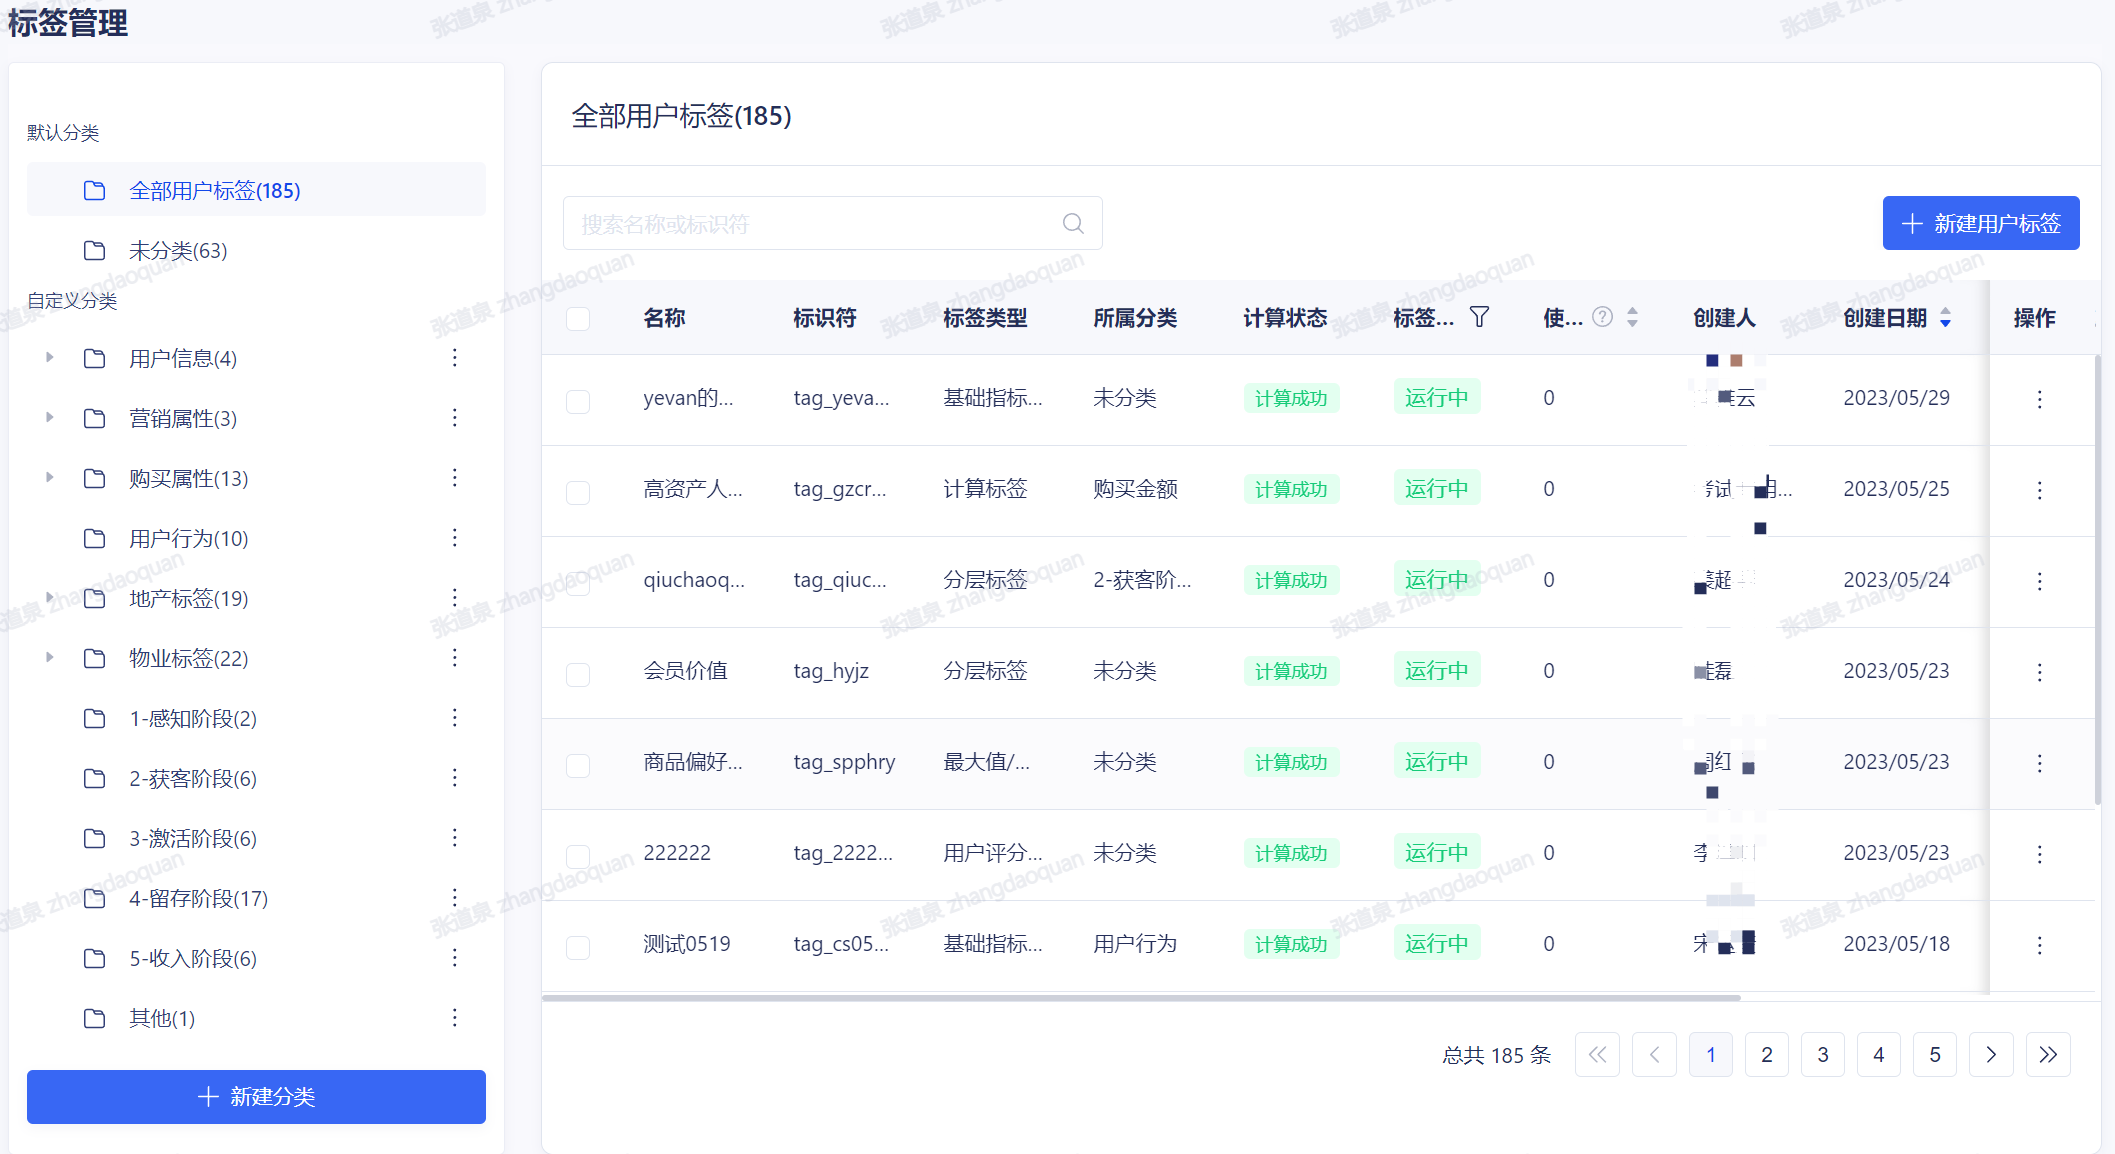 标签管理
默认分类
全部用户标签(185)
未分类(63)
自定义分类
用户信息(4)
营销属性(3)
购买属性(13)
用户行为(10)
地产标签(19)
物业标签(22)
1-感知阶段(2)
2-获客阶段(6)
3-激活阶段(6)
4-留存阶段(17)
5-收入阶段(6)
其他(1)
新建分类
全部用户标签(185)
搜索名称或标识符
新建用户标签
名称 标识符 标签类型 所属分类 计算状态 标签... 使... 创建人 创建日期 操作
yevan的... tag_yeva... 基础指标... 未分类 计算成功 运行中 0 云 2023/05/29
高资产人... tag_gzcr... 计算标签 购买金额 计算成功 运行中 0 2023/05/25
qiuchaoq... tag_qiuc... 分层标签 2-获客阶... 计算成功 运行中 0 超 2023/05/24
会员价值 tag_hyjz 分层标签 未分类 计算成功 运行中 0 磊 2023/05/23
商品偏好... tag_spphry 最大值/... 未分类 计算成功 运行中 0 红 2023/05/23
222222 tag_2222... 用户评分... 未分类 计算成功 运行中 0 李 2023/05/23
测试0519 tag_cs05... 基础指标... 用户行为 计算成功 运行中 0 宋 2023/05/18
总共 185 条 1 2 3 4 5
张道泉 zhangdaoquan